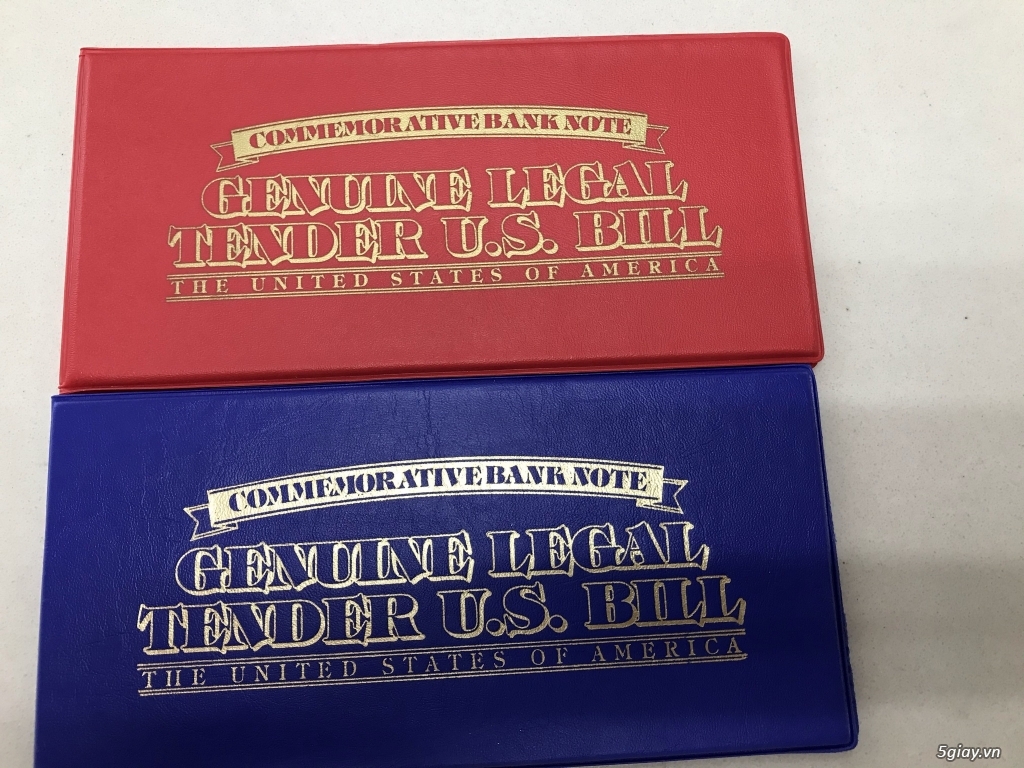 COMMEMORATIVE BANK NOTE
GENUINE LEGAL
TENDER U.S. BILL
THE UNITED STATES OF AMERICA
COMMEMORATIVE BANK NOTE
GENUINE LEGAL
TENDER U.S. BILL
THE UNITED STATES OF AMERICA
5giay.vn